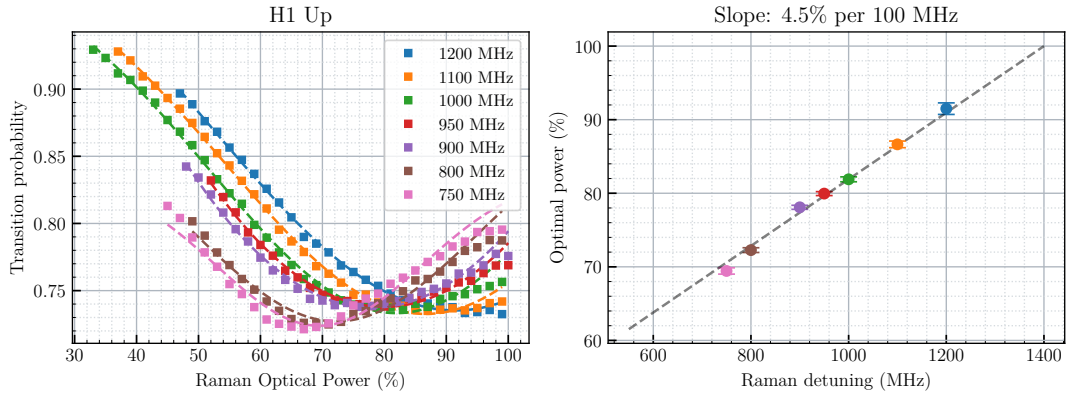 H1 Up
Transition probability
0.90
0.85
0.80
0.75
30 40 50 60 70 80 90 100
Raman Optical Power (%)
1200 MHz
1100 MHz
1000 MHz
950 MHz
900 MHz
800 MHz
750 MHz
Slope: 4.5% per 100 MHz
Optimal power (%)
100
90
80
70
60
600 800 1000 1200 1400
Raman detuning (MHz)